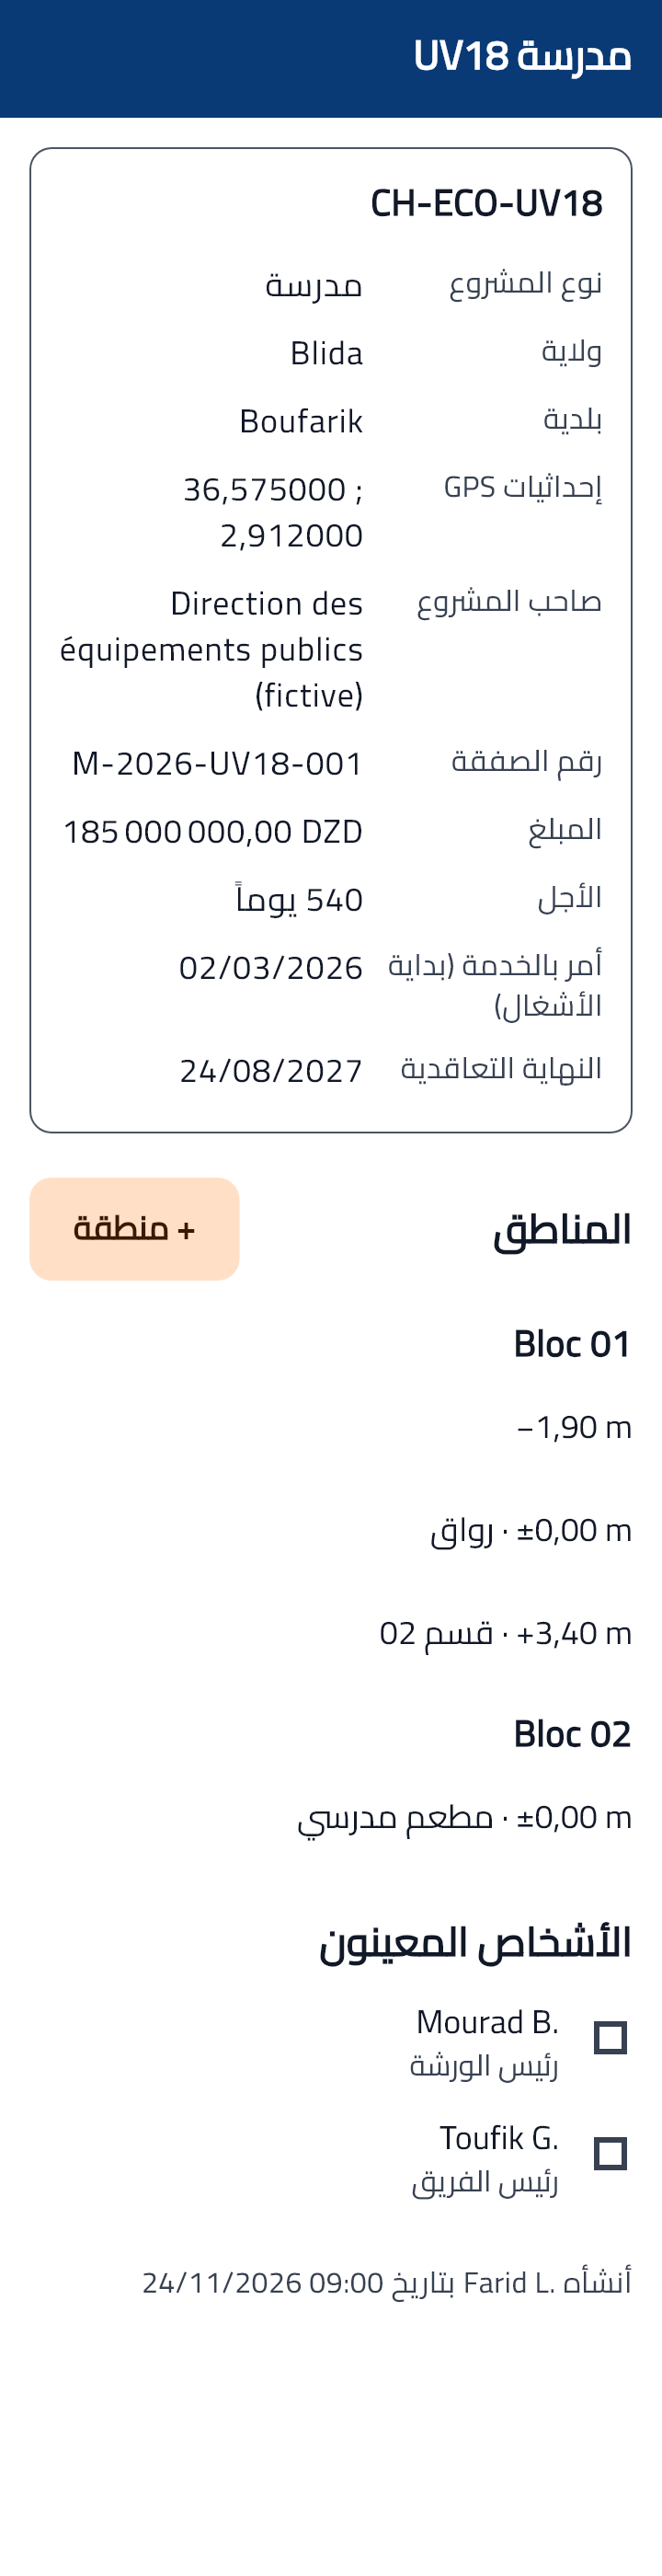 مدرسة UV18
CH-ECO-UV18
نوع المشروع مدرسة
ولاية Blida
بلدية Boufarik
إحداثيات GPS 36,575000 ;
2,912000
صاحب المشروع Direction des
équipements publics
(fictive)
رقم الصفقة M-2026-UV18-001
المبلغ 185 000 000,00 DZD
الأجل 540 يوماً
أمر بالخدمة (بداية 02/03/2026
الأشغال)
النهاية التعاقدية 24/08/2027
المناطق
+ منطقة
Bloc 01
−1,90 m
±0,00 m · رواق
+3,40 m · قسم 02
Bloc 02
±0,00 m · مطعم مدرسي
الأشخاص المعينون
Mourad B.
رئيس الورشة
Toufik G.
رئيس الفريق
أنشأه Farid L. بتاريخ 24/11/2026 09:00